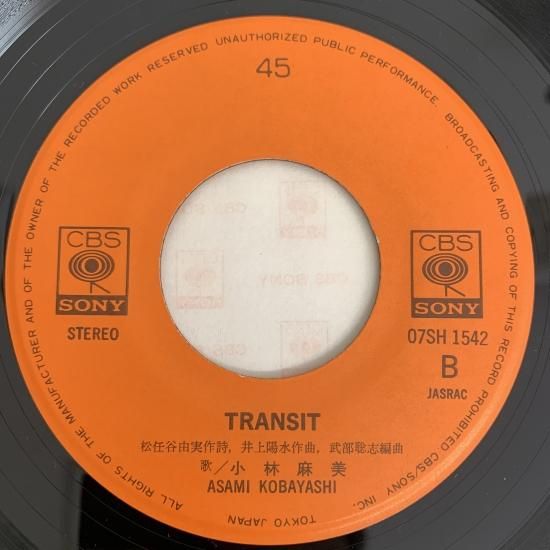 ALL RIGHTS OF THE MANUFACTURER AND OF THE OWNER OF THE RECORDED WORK RESERVED UNAUTHORIZED PUBLIC PERFORMANCE. BROADCASTING AND COPYING OF THIS RECORD PROHIBITED CBS/SONY INC. TOKYO JAPAN
45
CBS
SONY
STEREO
CBS
SONY
07SH 1542
B
JASRAC
CBS SONY
TRANSIT
松任谷由実作詩, 井上陽水作曲, 武部聡志編曲
歌/小林麻美
ASAMI KOBAYASHI